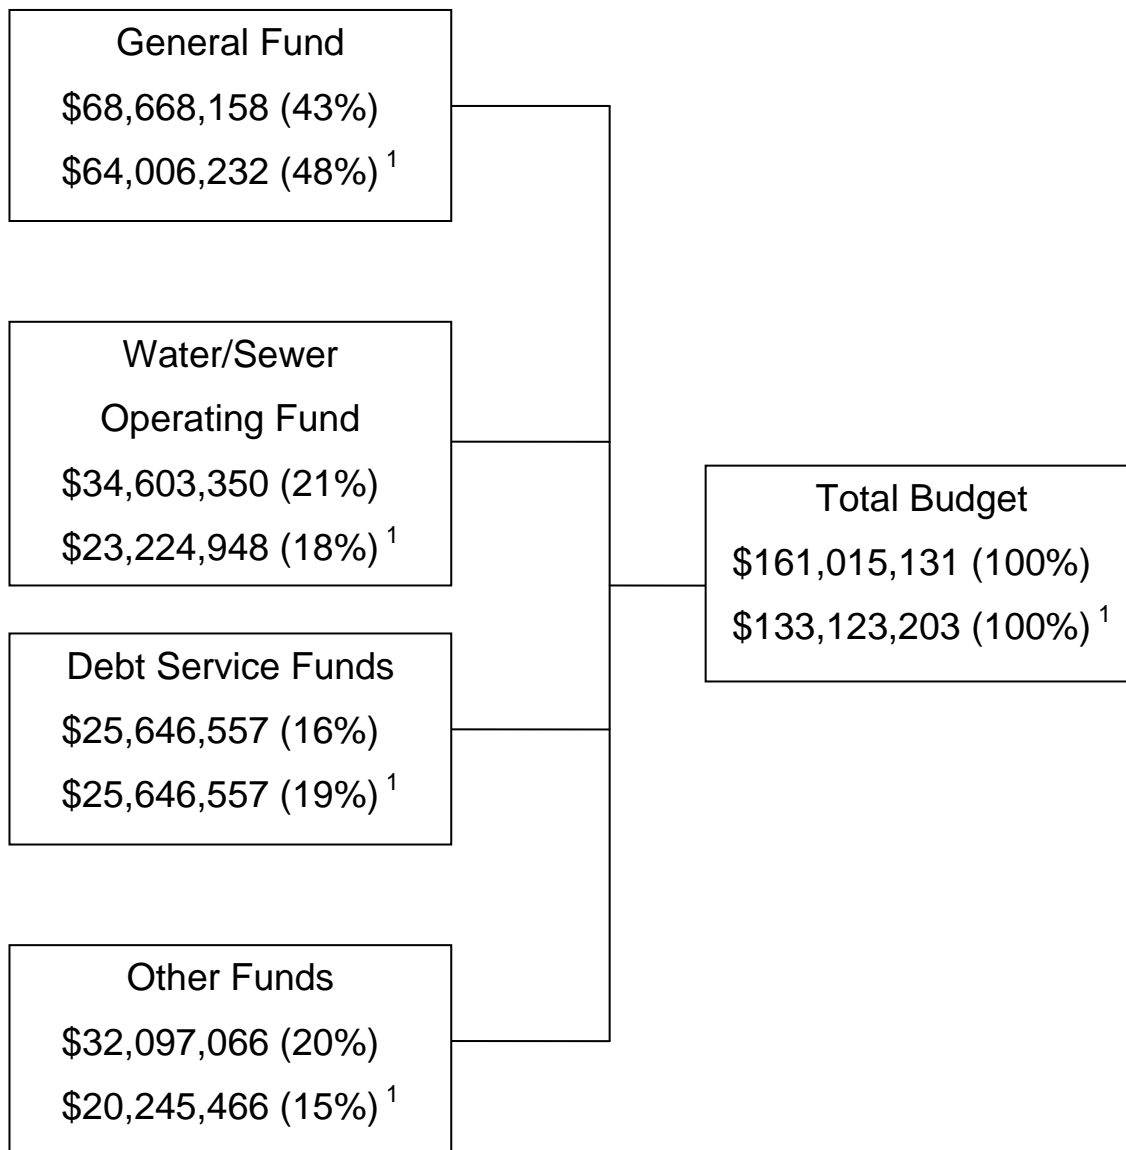 General Fund
$68,668,158 (43%)
$64,006,232 (48%) 1
Water/Sewer
Operating Fund
$34,603,350 (21%)
$23,224,948 (18%) 1
Debt Service Funds
$25,646,557 (16%)
$25,646,557 (19%) 1
Other Funds
$32,097,066 (20%)
$20,245,466 (15%) 1
Total Budget
$161,015,131 (100%)
$133,123,203 (100%) 1